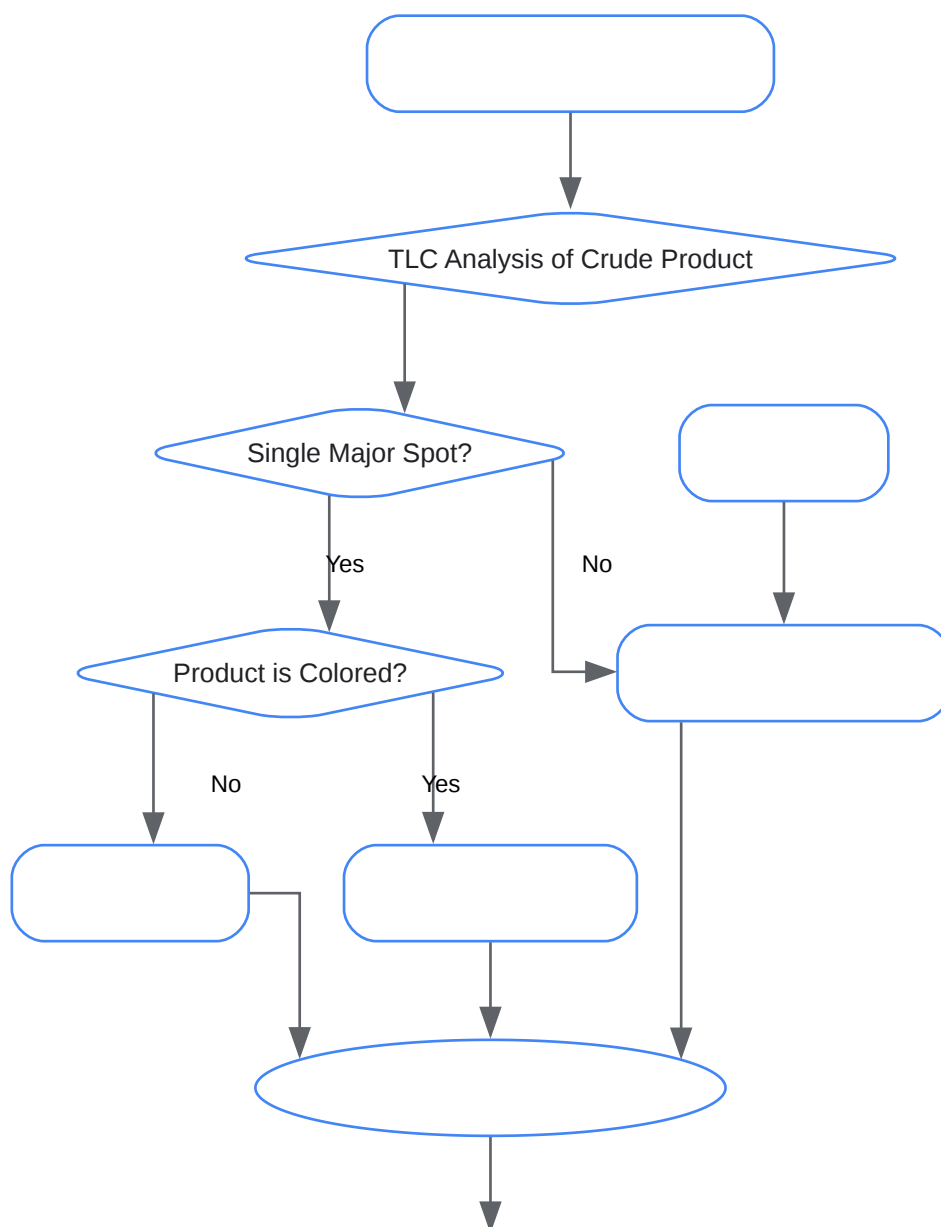 TLC Analysis of Crude Product
Single Major Spot?
Yes
No
Product is Colored?
No
Yes